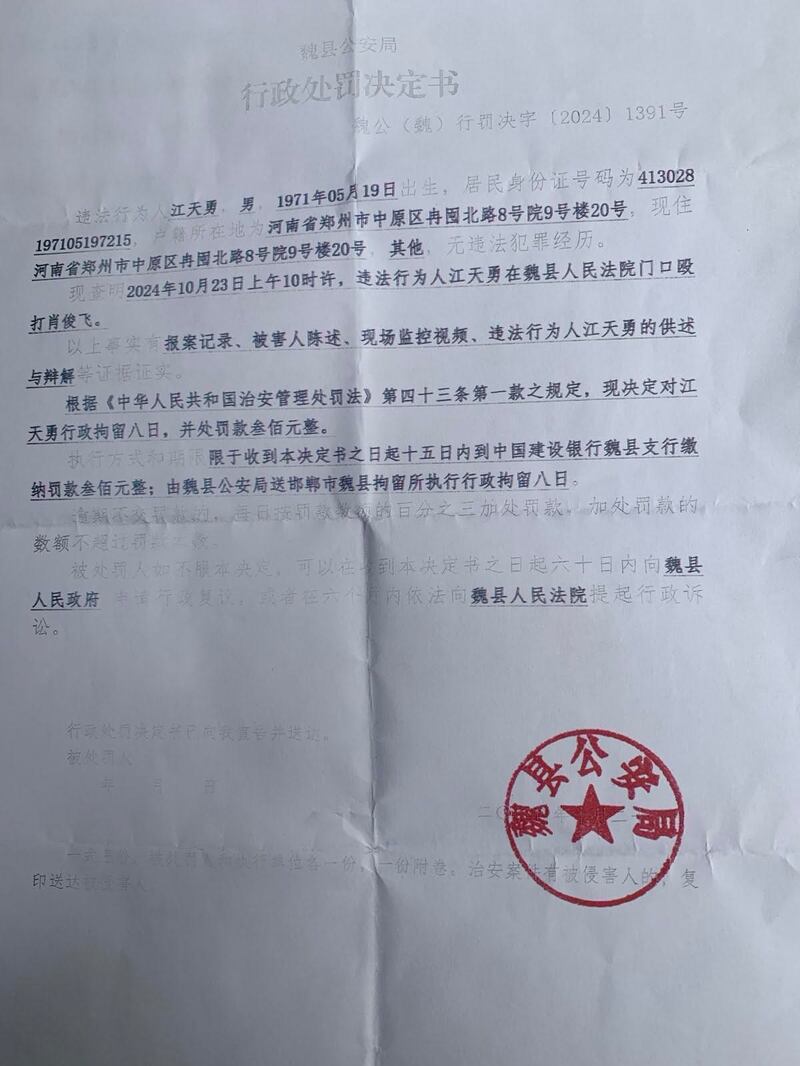 魏县公安局
行政处罚决定书
魏公（魏）行罚决字〔2024〕1391号
违法行为人江天勇，男，1971年05月19日出生，居民身份证号码为413028
197105197215，户籍所在地为河南省郑州市中原区冉囤北路8号院9号楼20号，现住
河南省郑州市中原区冉囤北路8号院9号楼20号，其他，无违法犯罪经历。
现查明2024年10月23日上午10时许，违法行为人江天勇在魏县人民法院门口殴
打肖俊飞。
以上事实有报案记录、被害人陈述、现场监控视频、违法行为人江天勇的供述
与辩解等证据证实。
根据《中华人民共和国治安管理处罚法》第四十三条第一款之规定，现决定对江
天勇行政拘留八日，并处罚款叁佰元整。
执行方式和期限限于收到本决定书之日起十五日内到中国建设银行魏县支行缴
纳罚款叁佰元整；由魏县公安局送邯郸市魏县拘留所执行行政拘留八日。
逾期不交罚款的，每日按罚款数额的百分之三加处罚款，加处罚款的
数额不超过罚款本数。
被处罚人如不服本决定，可以在收到本决定书之日起六十日内向魏县
人民政府 申请行政复议，或者在六个月内依法向魏县人民法院提起行政诉
讼。
行政处罚决定书已向我宣告并送达。
被处罚人
年 月 日
魏县公安局
二〇 年
一式三份，被处罚人和执行单位各一份，一份附卷。治安案件有被侵害人的，复
印送达被侵害人